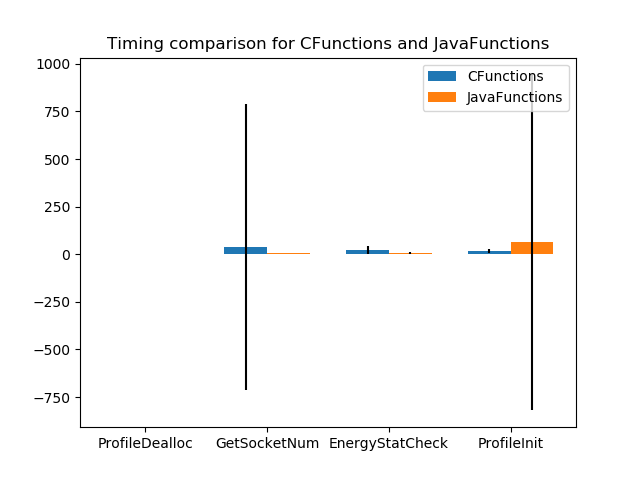 Timing comparison for CFunctions and JavaFunctions
CFunctions
JavaFunctions
1000
750
500
250
0
−250
−500
−750
ProfileDealloc
GetSocketNum
EnergyStatCheck
ProfileInit